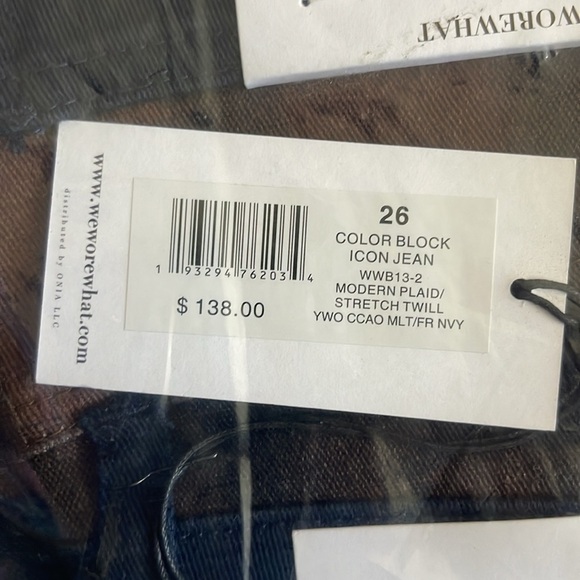 WOREWHAT
www.weworewhat.com
distributed by ONIA LLC
1 93294 76203 4
$ 138.00
26
COLOR BLOCK
ICON JEAN
WWB13-2
MODERN PLAID/
STRETCH TWILL
YWO CCAO MLT/FR NVY